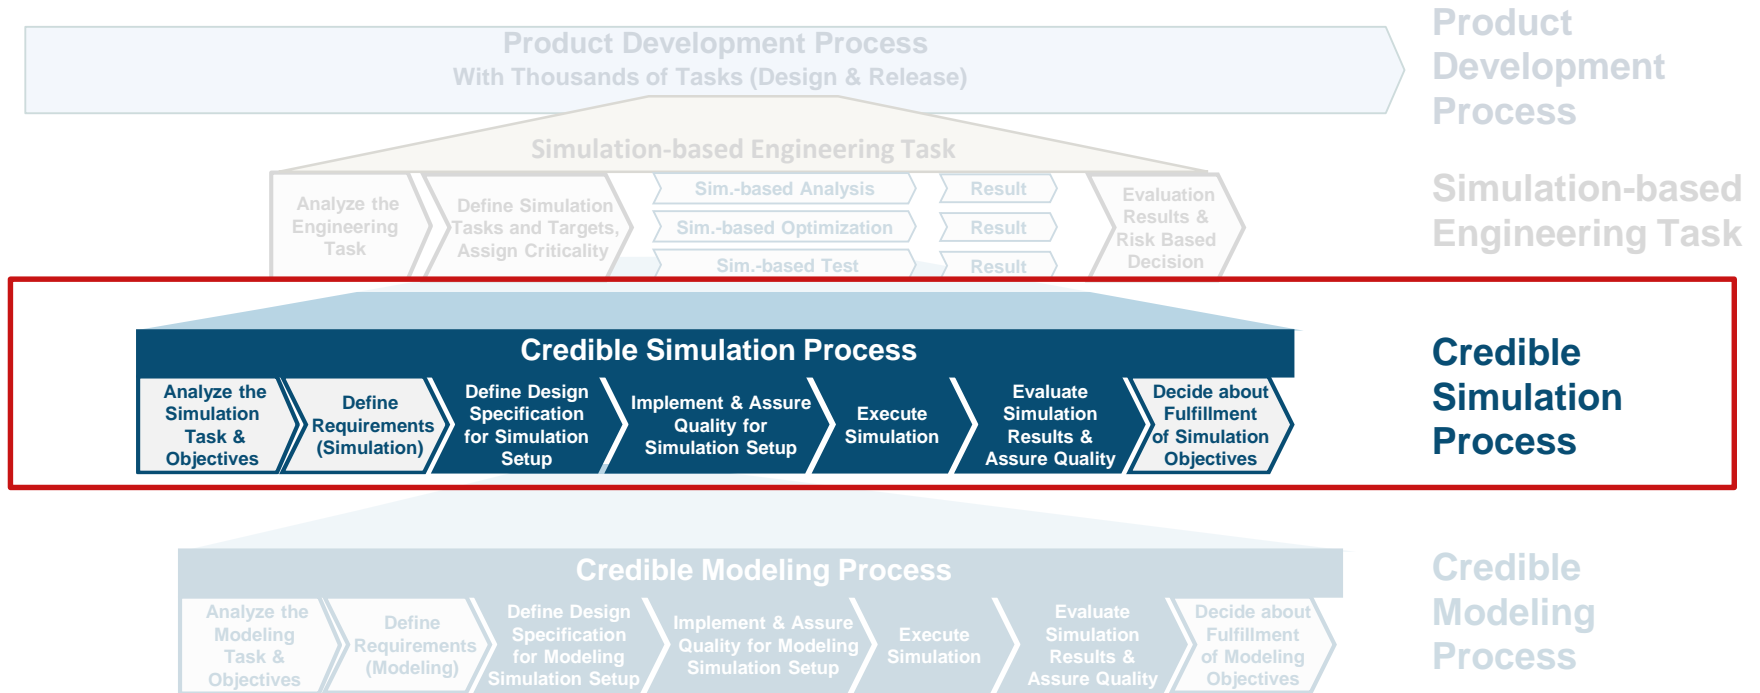 Product Development Process
With Thousands of Tasks (Design & Release)
Product
Development
Process
Simulation-based Engineering Task
Analyze the
Engineering
Task
Define Simulation
Tasks and Targets,
Assign Criticality
Sim.-based Analysis
Result
Sim.-based Optimization
Result
Sim.-based Test
Result
Evaluation
Results &
Risk Based
Decision
Simulation-based
Engineering Task
Credible Simulation Process
Analyze the
Simulation
Task &
Objectives
Define
Requirements
(Simulation)
Define Design
Specification
for Simulation
Setup
Implement & Assure
Quality for
Simulation Setup
Execute
Simulation
Evaluate
Simulation
Results &
Assure Quality
Decide about
Fulfillment
of Simulation
Objectives
Credible
Simulation
Process
Credible Modeling Process
Analyze the
Modeling
Task &
Objectives
Define
Requirements
(Modeling)
Define Design
Specification
for Modeling
Simulation Setup
Implement & Assure
Quality for Modeling
Simulation Setup
Execute
Simulation
Evaluate
Simulation
Results &
Assure Quality
Decide about
Fulfillment
of Modeling
Objectives
Credible
Modeling
Process